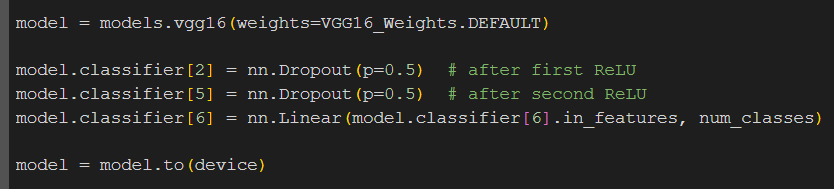 model = models.vgg16(weights=VGG16_Weights.DEFAULT)
model.classifier[2] = nn.Dropout(p=0.5)  # after first ReLU
model.classifier[5] = nn.Dropout(p=0.5)  # after second ReLU
model.classifier[6] = nn.Linear(model.classifier[6].in_features, num_classes)
model = models.to(device)